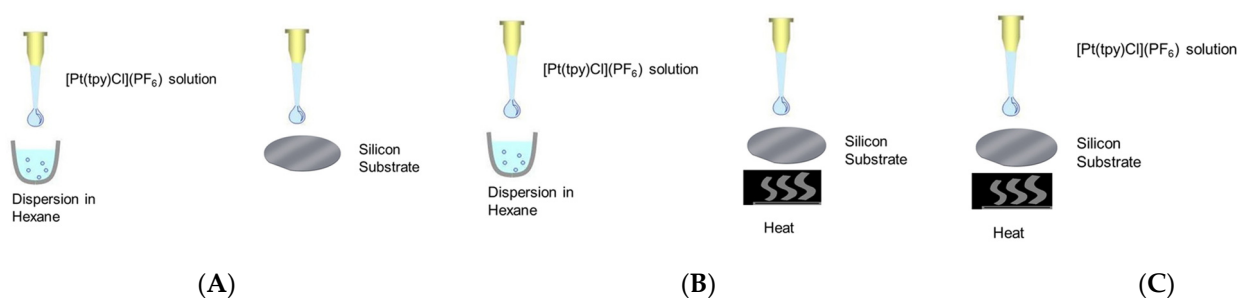 [Pt(tpy)Cl](PF₆) solution
Dispersion in
Hexane
Silicon
Substrate
(A)
[Pt(tpy)Cl](PF₆) solution
Dispersion in
Hexane
Silicon
Substrate
Heat
(B)
[Pt(tpy)Cl](PF₆) solution
Silicon
Substrate
Heat
(C)